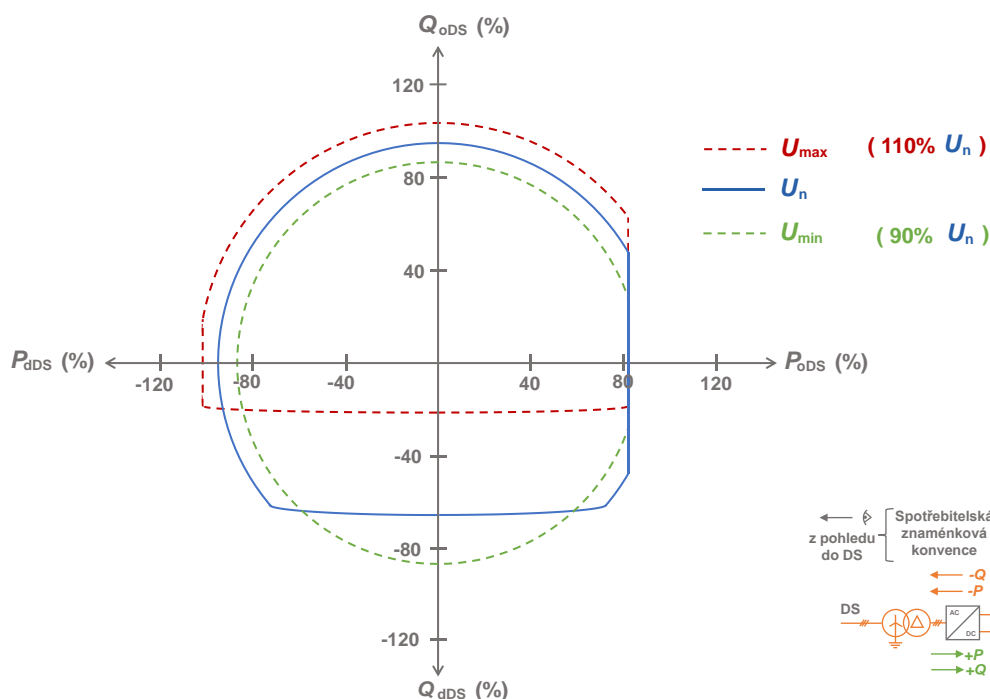 QoDS (%)
120
Umax ( 110% Un )
Un
80
Umin ( 90% Un )
40
PdDS (%)
-120 -80 -40 40 80 120
PoDS (%)
-40
-80
z pohledu
do DS
Spotřebitelská
znaménková
konvence
-Q
-P
DS
AC
DC
+P
+Q
-120
QdDS (%)